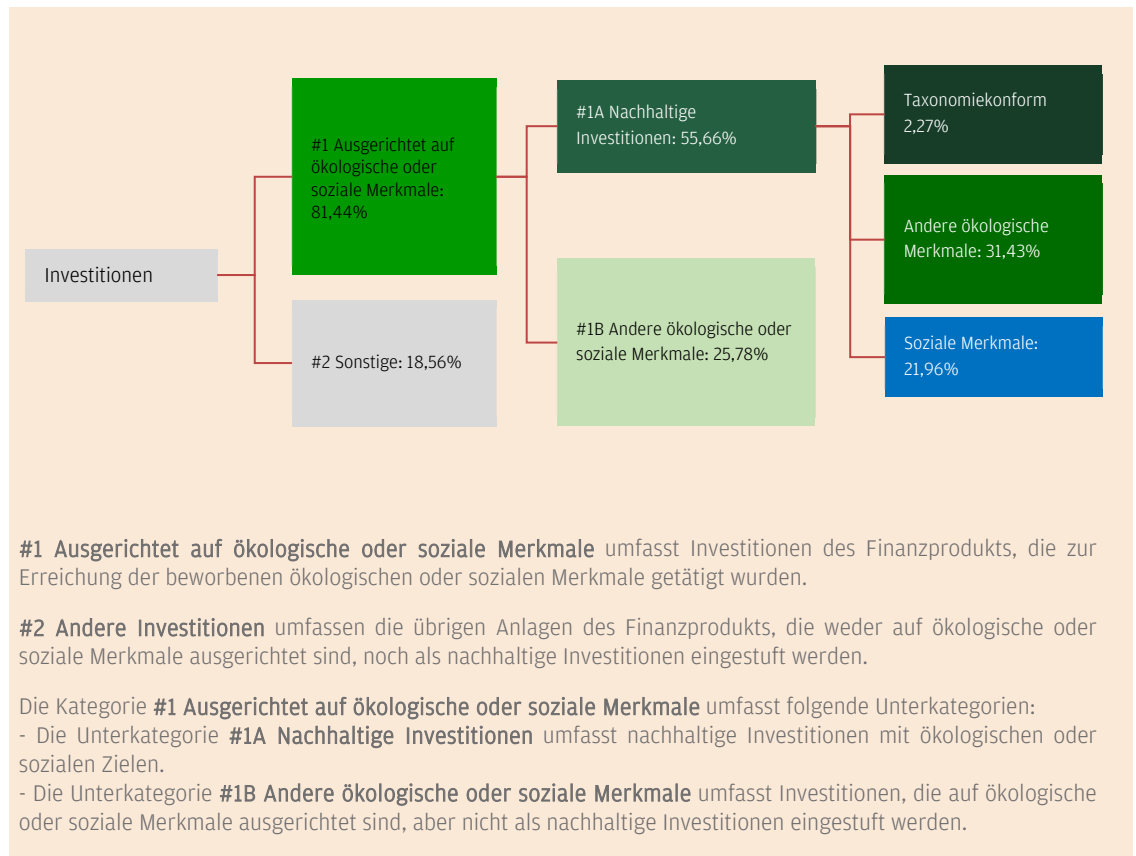 Investitionen
#1 Ausgerichtet auf
ökologische oder
soziale Merkmale:
81,44%
#2 Sonstige: 18,56%
#1A Nachhaltige
Investitionen: 55,66%
#1B Andere ökologische oder
soziale Merkmale: 25,78%
Taxonomiekonform
2,27%
Andere ökologische
Merkmale: 31,43%
Soziale Merkmale:
21,96%
#1 Ausgerichtet auf ökologische oder soziale Merkmale umfasst Investitionen des Finanzprodukts, die zur
Erreichung der beworbenen ökologischen oder sozialen Merkmale getätigt wurden.
#2 Andere Investitionen umfassen die übrigen Anlagen des Finanzprodukts, die weder auf ökologische oder
soziale Merkmale ausgerichtet sind, noch als nachhaltige Investitionen eingestuft werden.
Die Kategorie #1 Ausgerichtet auf ökologische oder soziale Merkmale umfasst folgende Unterkategorien:
- Die Unterkategorie #1A Nachhaltige Investitionen umfasst nachhaltige Investitionen mit ökologischen oder
sozialen Zielen.
- Die Unterkategorie #1B Andere ökologische oder soziale Merkmale umfasst Investitionen, die auf ökologische
oder soziale Merkmale ausgerichtet sind, aber nicht als nachhaltige Investitionen eingestuft werden.